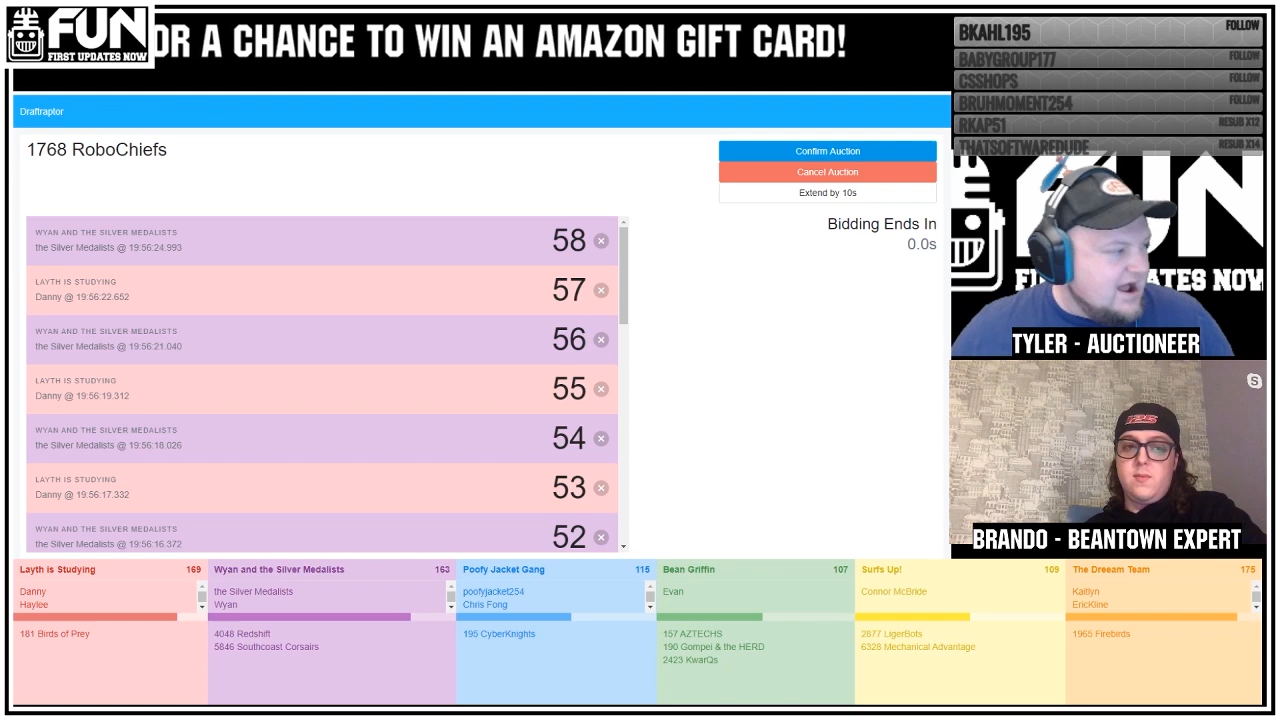 FUN
FIRST UPDATES NOW
OR A CHANCE TO WIN AN AMAZON GIFT CARD!
BKAHL195 FOLLOW
BABYGROUP177 FOLLOW
CSSHOPS FOLLOW
BRUHMOMENT254 FOLLOW
RKAP51 RESUB X12
THATSOFTWAREDUDE RESUB X14
Draftraptor
1768 RoboChiefs
Confirm Auction
Cancel Auction
Extend by 10s
Bidding Ends In
0.0s
WYAN AND THE SILVER MEDALISTS
the Silver Medalists @ 19:56:24.993
58
LAYTH IS STUDYING
Danny @ 19:56:22.652
57
WYAN AND THE SILVER MEDALISTS
the Silver Medalists @ 19:56:21.040
56
LAYTH IS STUDYING
Danny @ 19:56:19.312
55
WYAN AND THE SILVER MEDALISTS
the Silver Medalists @ 19:56:18.026
54
LAYTH IS STUDYING
Danny @ 19:56:17.332
53
WYAN AND THE SILVER MEDALISTS
the Silver Medalists @ 19:56:16.372
52
TYLER - AUCTIONEER
BRANDO - BEANTOWN EXPERT
Layth is Studying 169
Danny
Haylee
181 Birds of Prey
Wyan and the Silver Medalists 163
the Silver Medalists
Wyan
4048 Redshift
5846 Southcoast Corsairs
Poofy Jacket Gang 115
poofyjacket254
Chris Fong
195 CyberKnights
Bean Griffin 107
Evan
157 AZTECHS
190 Gompei & the HERD
2423 KwarQs
Surfs Up! 109
Connor McBride
2877 LigerBots
6328 Mechanical Advantage
The Dreeam Team 175
Kaitlyn
EricKline
1965 Firebirds